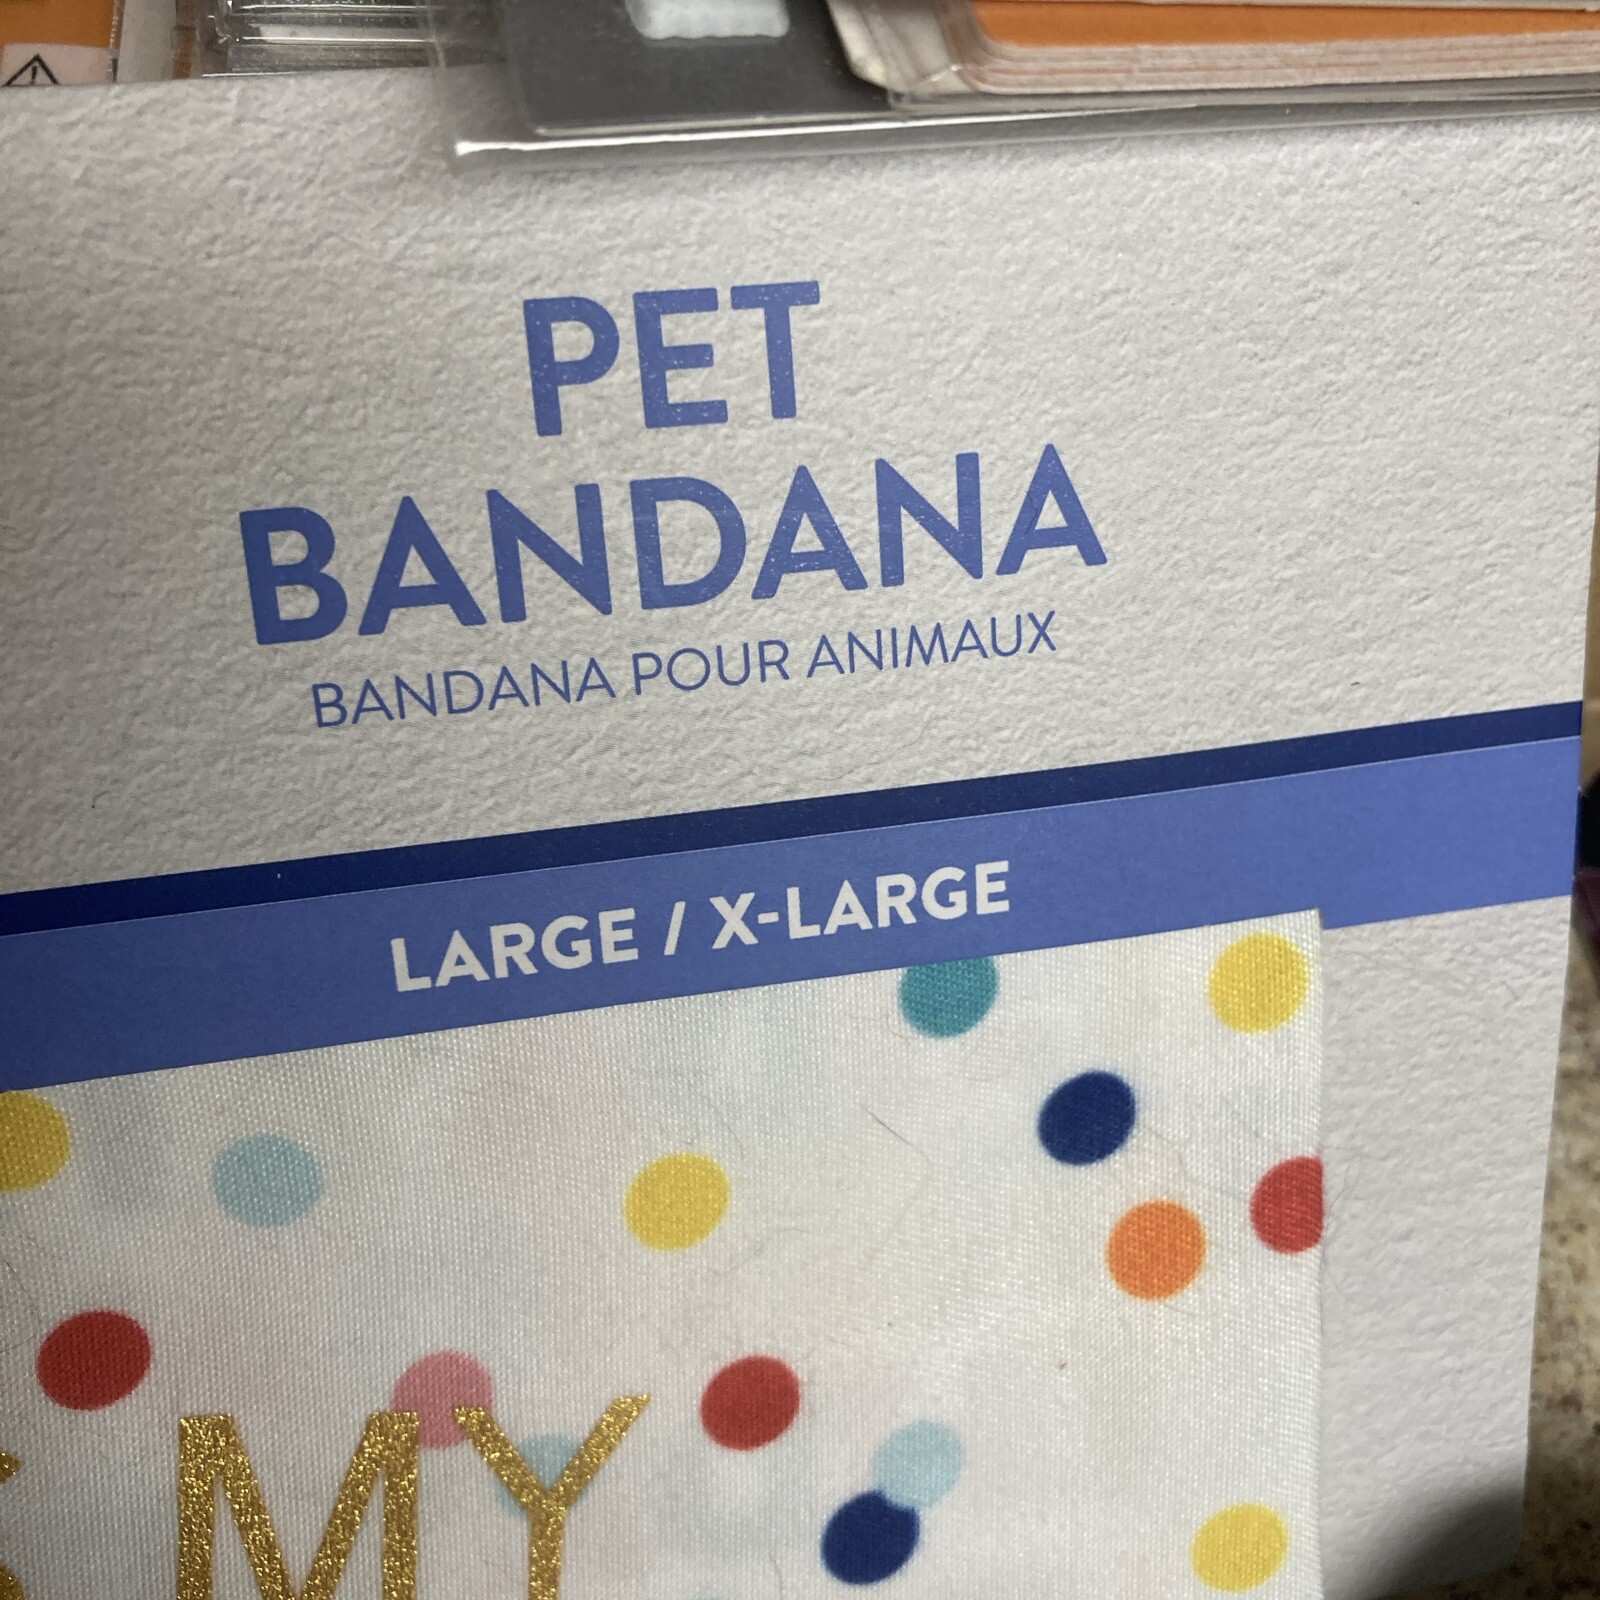 PET
BANDANA
BANDANA POUR ANIMAUX
LARGE / X-LARGE
MY